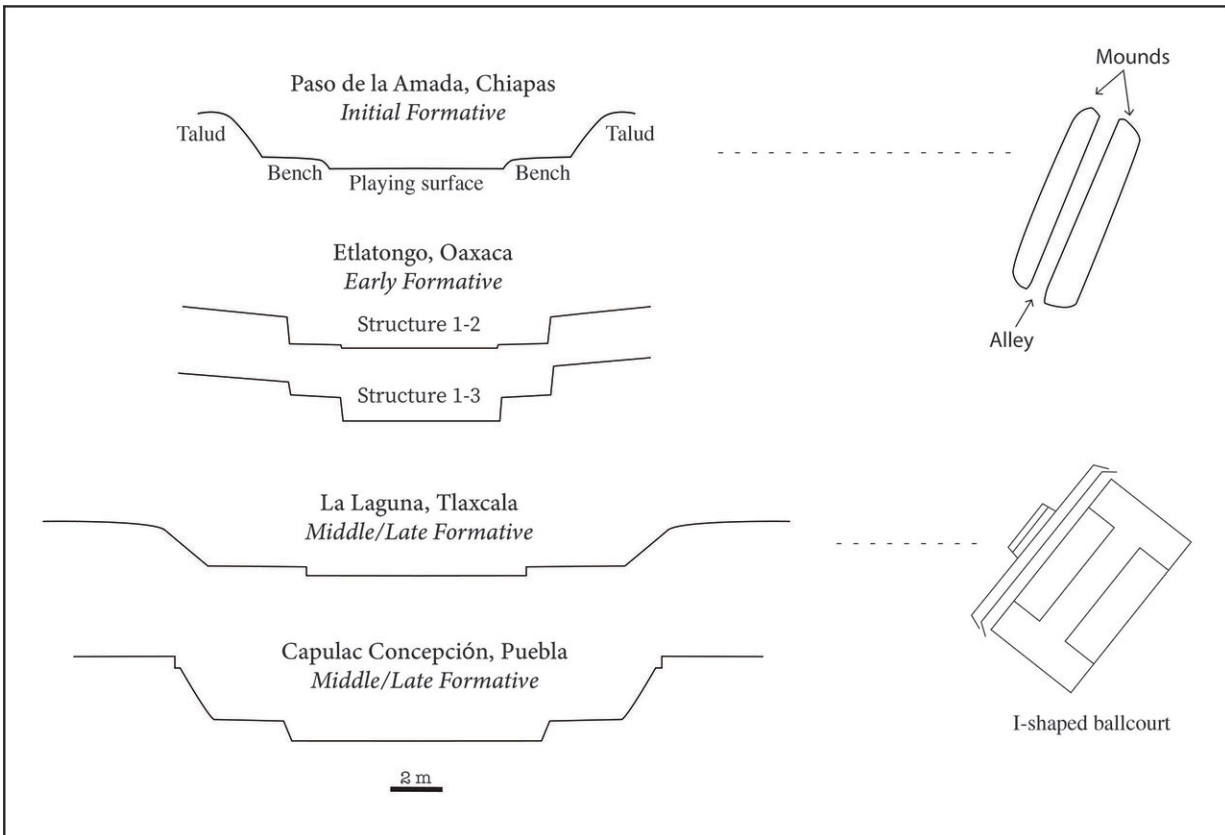 Paso de la Amada, Chiapas
Initial Formative
Talud
Talud
Bench
Playing surface
Bench
Mounds
Alley
Etlatongo, Oaxaca
Early Formative
Structure 1-2
Structure 1-3
La Laguna, Tlaxcala
Middle/Late Formative
Capulac Concepción, Puebla
Middle/Late Formative
I-shaped ballcourt
2 m